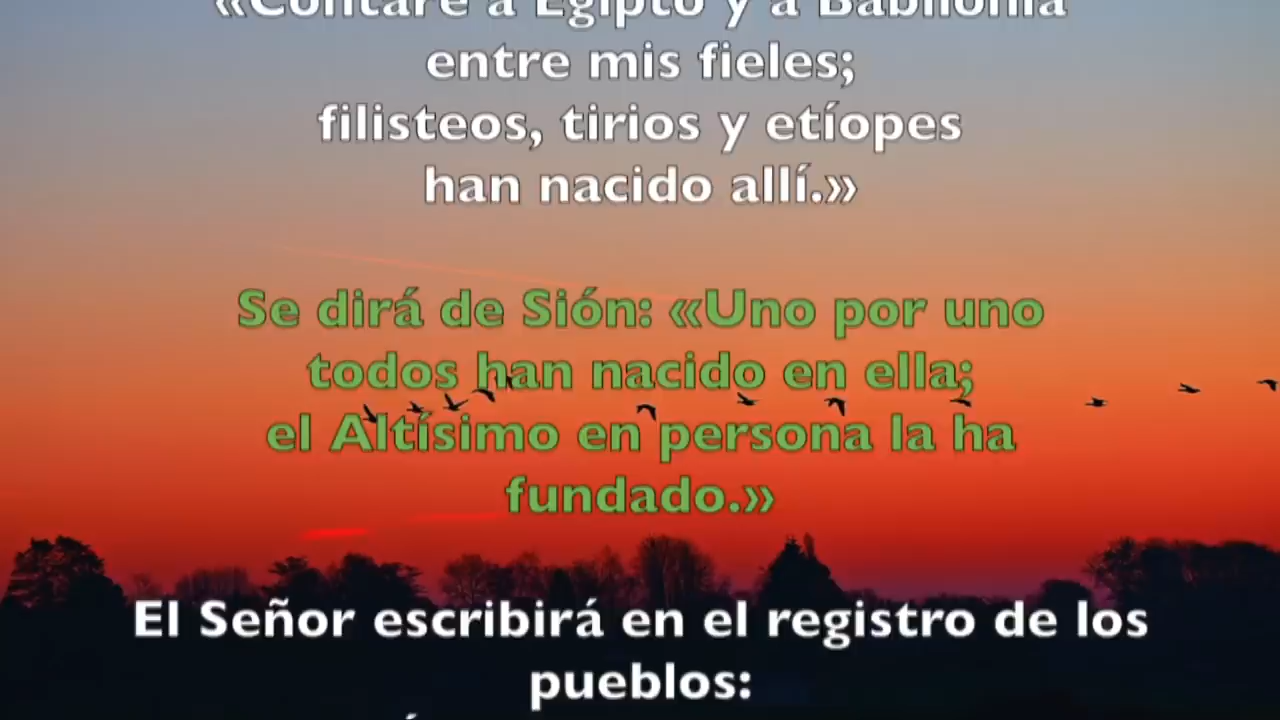 «Contaré a Egipto y a Babilonia
entre mis fieles;
filisteos, tirios y etíopes
han nacido allí.»
Se dirá de Sión: «Uno por uno
todos han nacido en ella;
el Altísimo en persona la ha
fundado.»
El Señor escribirá en el registro de los
pueblos: